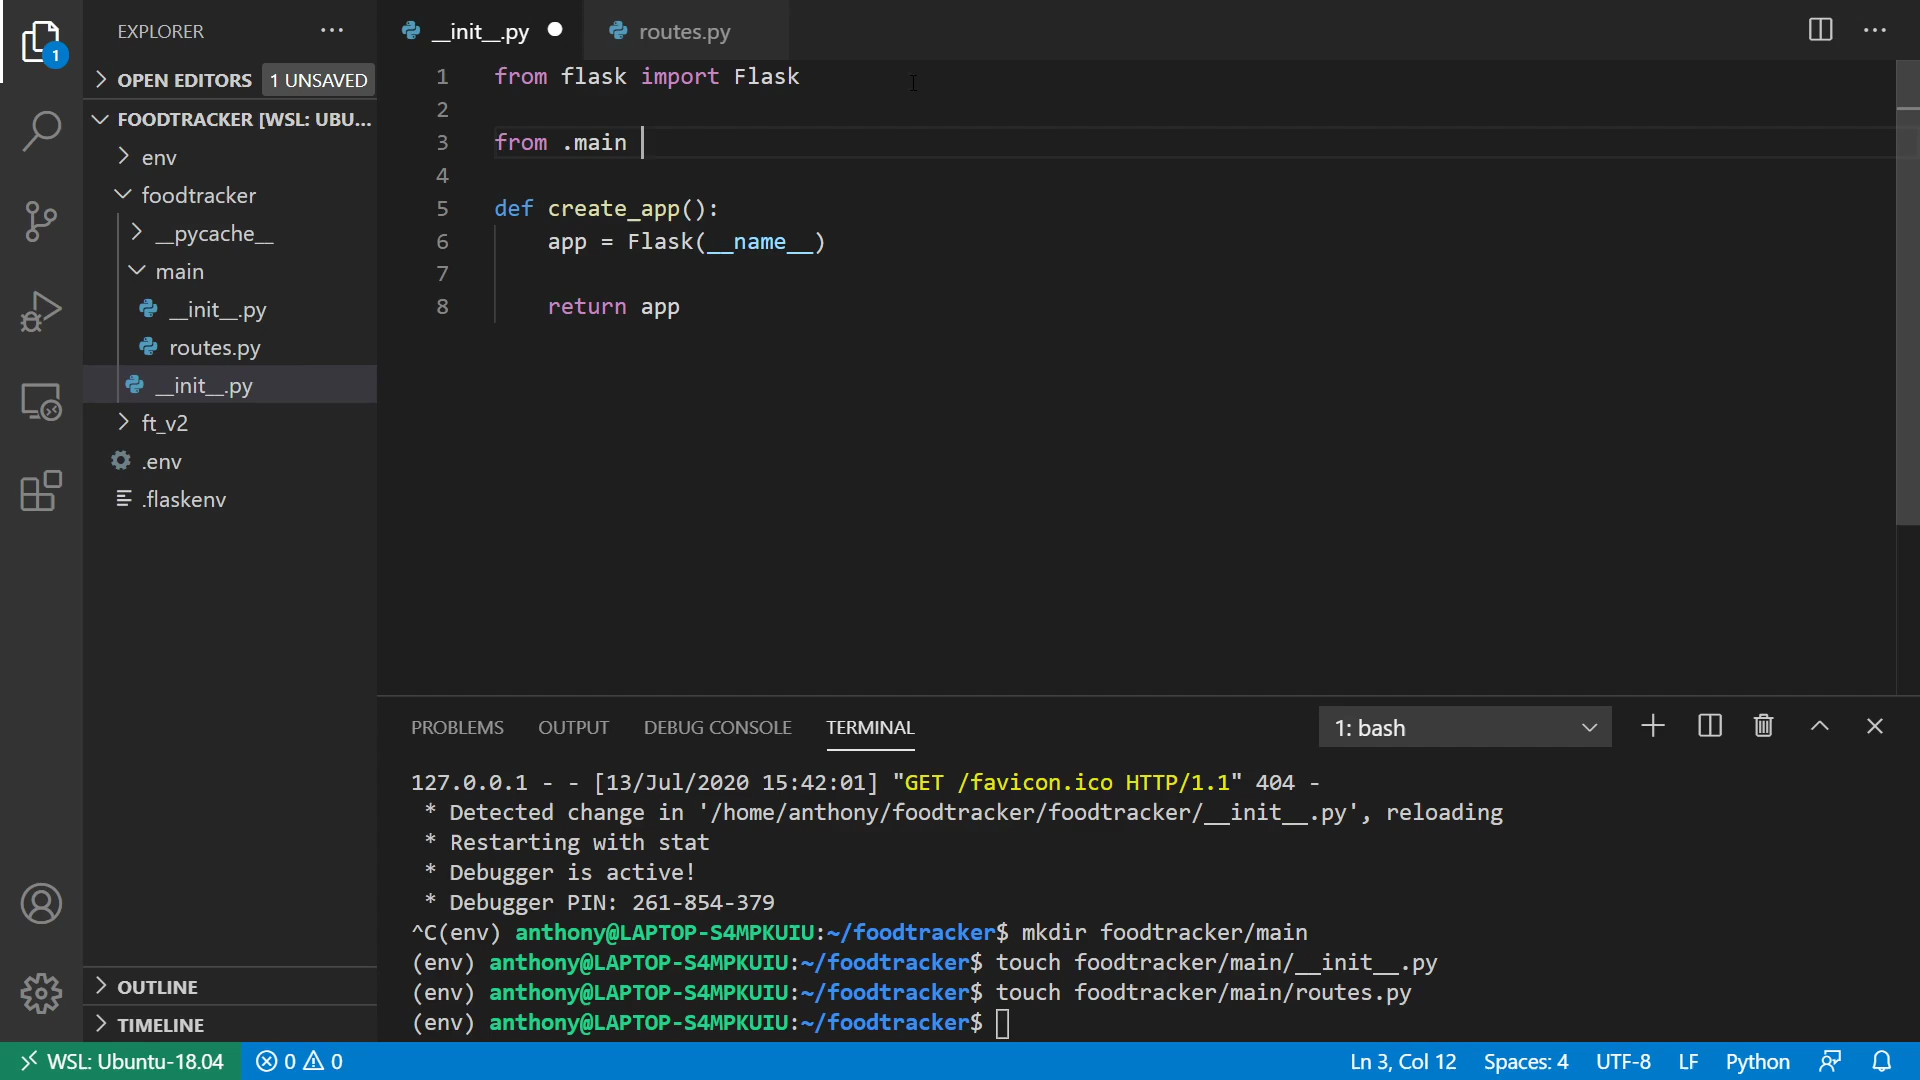 EXPLORER
OPEN EDITORS 1 UNSAVED
FOODTRACKER [WSL: UBU...
env
foodtracker
__pycache__
main
__init__.py
routes.py
__init__.py
ft_v2
.env
.flaskenv
OUTLINE
TIMELINE
1
__init__.py
routes.py
1 from flask import Flask
2
3 from .main
4
5 def create_app():
6 app = Flask(__name__)
7
8 return app
PROBLEMS OUTPUT DEBUG CONSOLE TERMINAL
1: bash
127.0.0.1 - - [13/Jul/2020 15:42:01] "GET /favicon.ico HTTP/1.1" 404 -
* Detected change in '/home/anthony/foodtracker/foodtracker/__init__.py', reloading
* Restarting with stat
* Debugger is active!
* Debugger PIN: 261-854-379
^C(env) anthony@LAPTOP-S4MPKUIU:~/foodtracker$ mkdir foodtracker/main
(env) anthony@LAPTOP-S4MPKUIU:~/foodtracker$ touch foodtracker/main/__init__.py
(env) anthony@LAPTOP-S4MPKUIU:~/foodtracker$ touch foodtracker/main/routes.py
(env) anthony@LAPTOP-S4MPKUIU:~/foodtracker$
WSL: Ubuntu-18.04 0 0 Ln 3, Col 12 Spaces: 4 UTF-8 LF Python